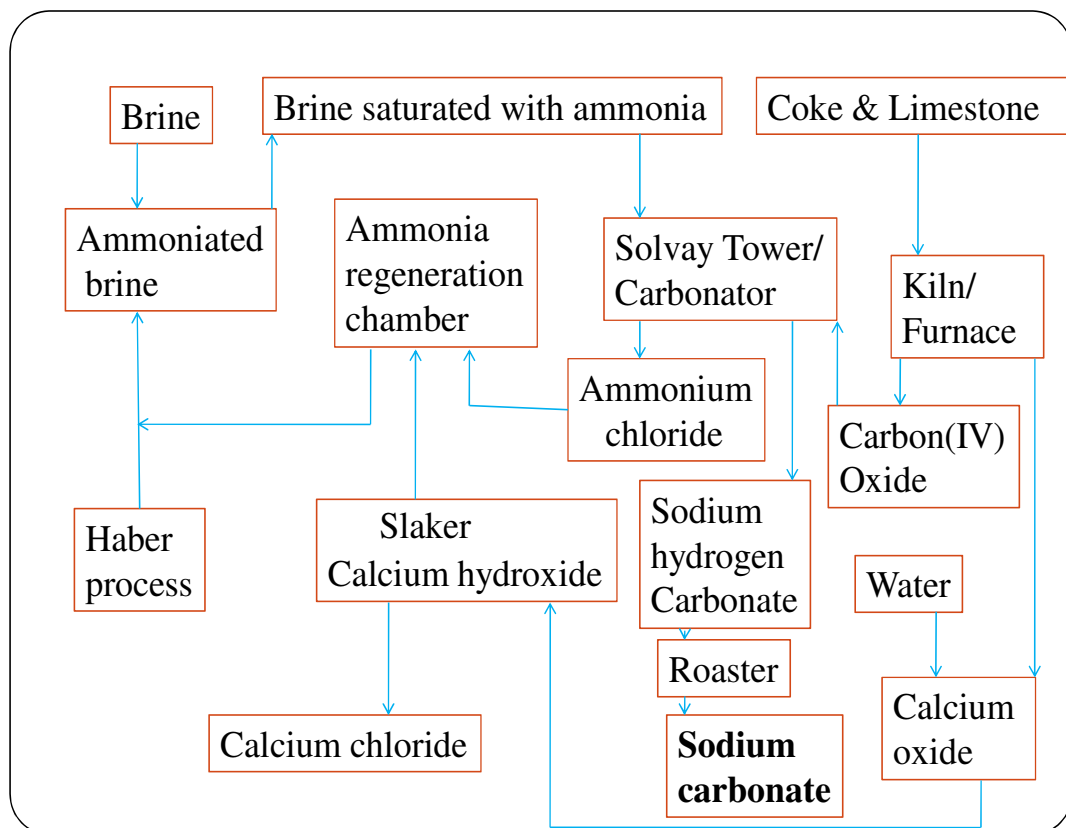 Brine
Brine saturated with ammonia
Coke & Limestone
Ammoniated
brine
Ammonia
regeneration
chamber
Solvay Tower/
Carbonator
Kiln/
Furnace
Ammonium
chloride
Carbon(IV)
Oxide
Haber
process
Slaker
Calcium hydroxide
Sodium
hydrogen
Carbonate
Water
Roaster
Calcium chloride
Sodium
carbonate
Calcium
oxide